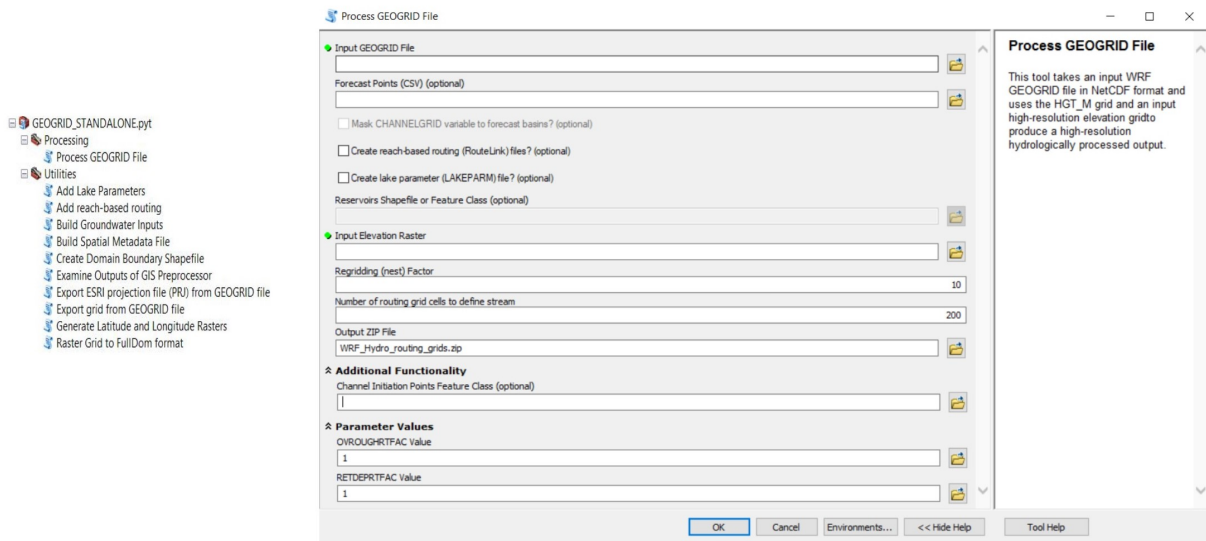 GEOGRID_STANDALONE.pyt
Processing
Process GEOGRID File
Utilities
Add Lake Parameters
Add reach-based routing
Build Groundwater Inputs
Build Spatial Metadata File
Create Domain Boundary Shapefile
Examine Outputs of GIS Preprocessor
Export ESRI projection file (PRJ) from GEOGRID file
Export grid from GEOGRID file
Generate Latitude and Longitude Rasters
Raster Grid to FullDom format
Process GEOGRID File
Input GEOGRID File
Forecast Points (CSV) (optional)
Mask CHANNELGRID variable to forecast basins? (optional)
Create reach-based routing (RouteLink) files? (optional)
Create lake parameter (LAKEPARM) file? (optional)
Reservoirs Shapefile or Feature Class (optional)
Input Elevation Raster
Regridding (nest) Factor
10
Number of routing grid cells to define stream
200
Output ZIP File
WRF_Hydro_routing_grids.zip
Additional Functionality
Channel Initiation Points Feature Class (optional)
Parameter Values
OVROUGHRTFAC Value
1
RETDEPRTFAC Value
1
OK
Cancel
Environments...
<< Hide Help
Tool Help
Process GEOGRID File
This tool takes an input WRF
GEOGRID file in NetCDF format and
uses the HGT_M grid and an input
high-resolution elevation gridto
produce a high-resolution
hydrologically processed output.